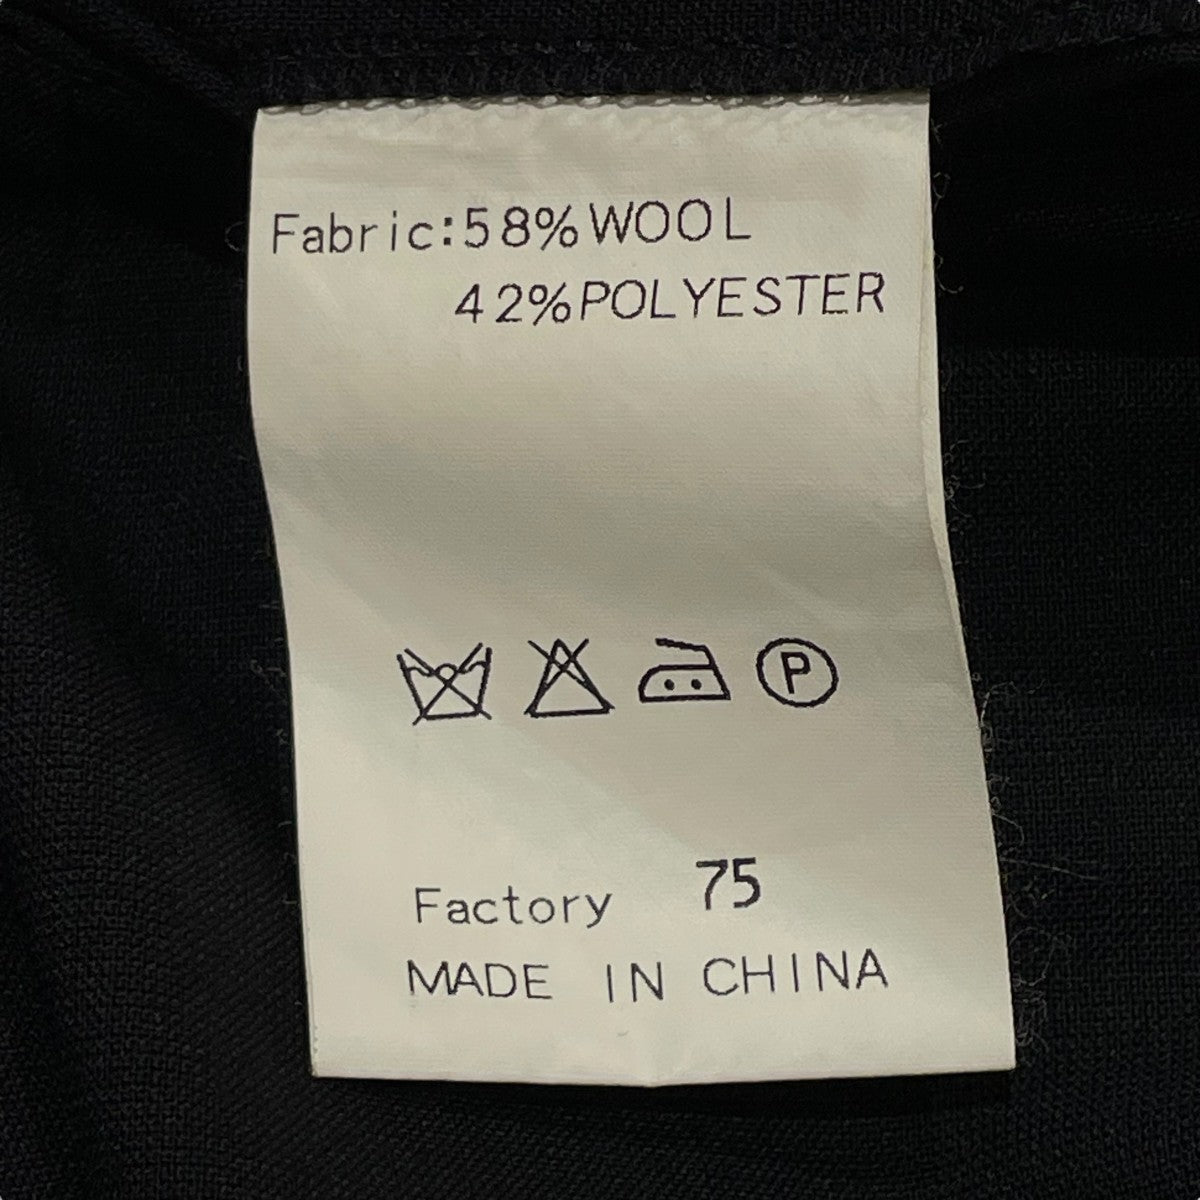 Fabric:58%WOOL
42%POLYESTER
P
Factory 75
MADE IN CHINA